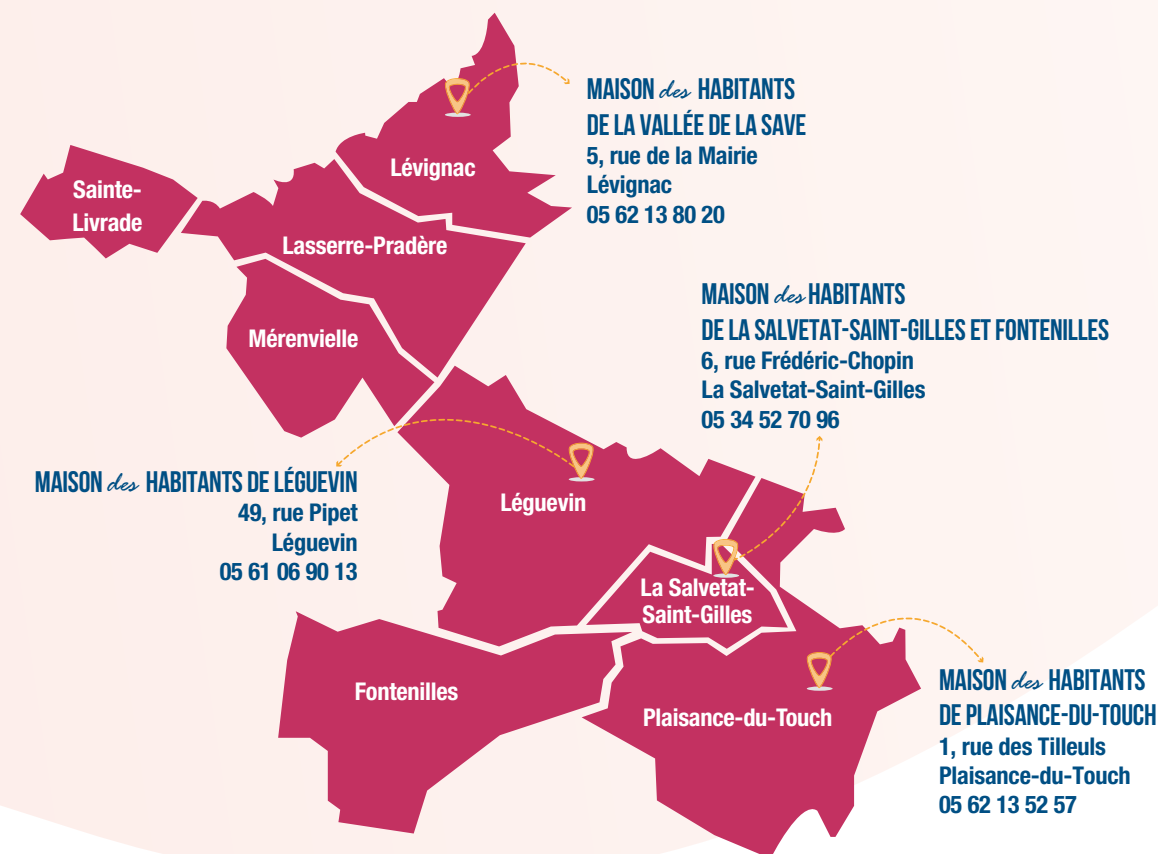 MAISON des HABITANTS
DE LA VALLÉE DE LA SAVE
5, rue de la Mairie
Lévignac
05 62 13 80 20
Lévignac
Sainte-
Livrade
Lasserre-Pradère
Mérenvielle
MAISON des HABITANTS
DE LA SALVETAT-SAINT-GILLES ET FONTENILLES
6, rue Frédéric-Chopin
La Salvetat-Saint-Gilles
05 34 52 70 96
MAISON des HABITANTS DE LÉGUEVIN
49, rue Pipet
Léguevin
05 61 06 90 13
Léguevin
La Salvetat-
Saint-Gilles
Fontenilles
Plaisance-du-Touch
MAISON des HABITANTS
DE PLAISANCE-DU-TOUCH
1, rue des Tilleuls
Plaisance-du-Touch
05 62 13 52 57